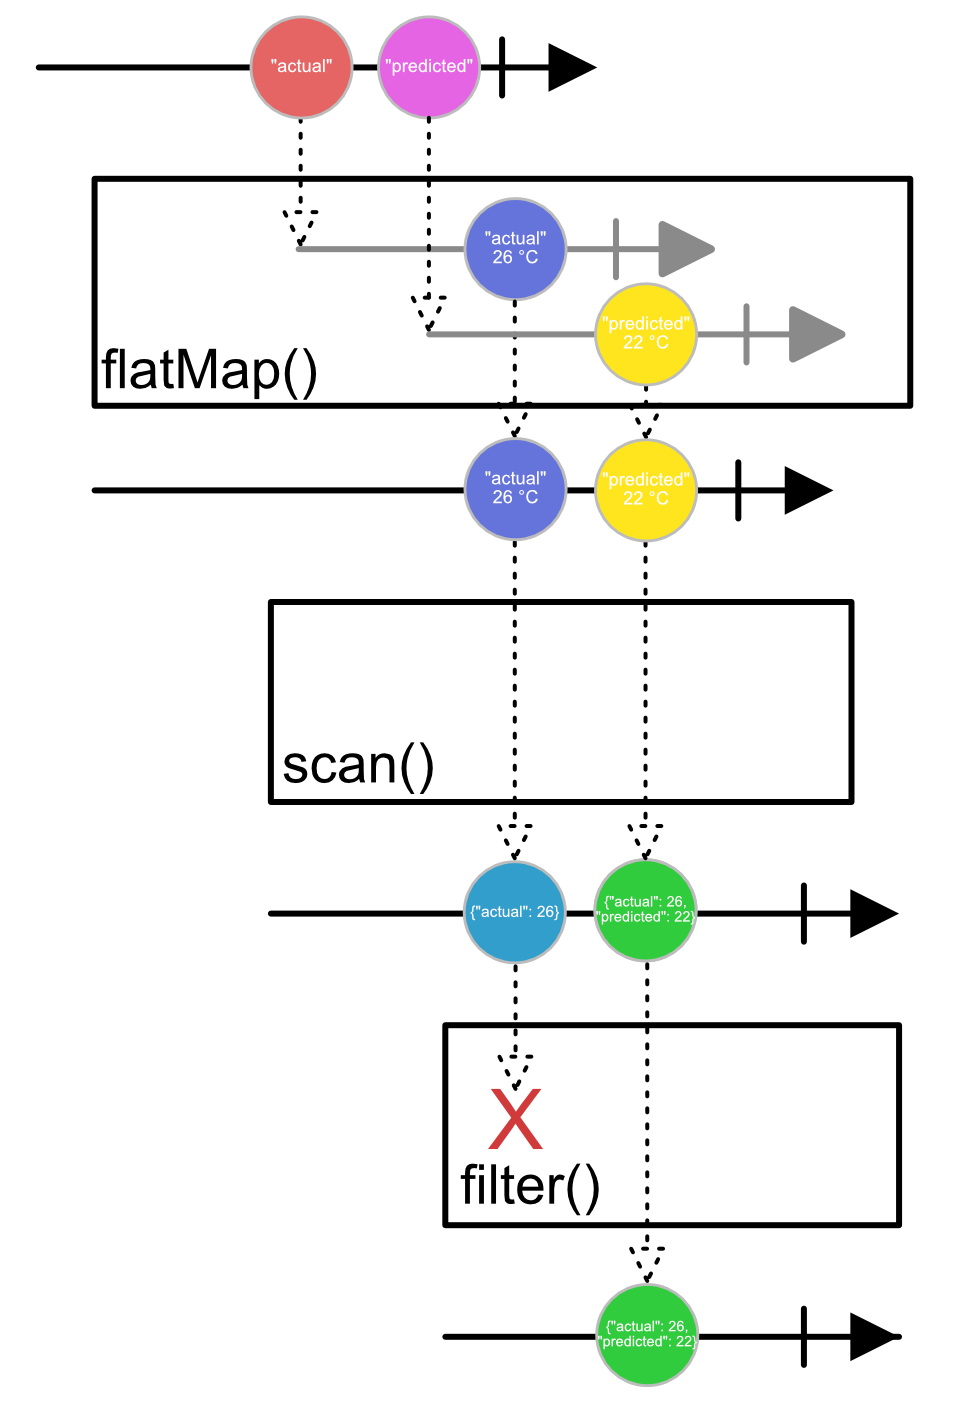 "actual"
"predicted"
"actual"
26 °C
"predicted"
22 °C
flatMap()
"actual"
26 °C
"predicted"
22 °C
scan()
{"actual": 26}
{"actual": 26,
"predicted": 22}
X
filter()
{"actual": 26,
"predicted": 22}